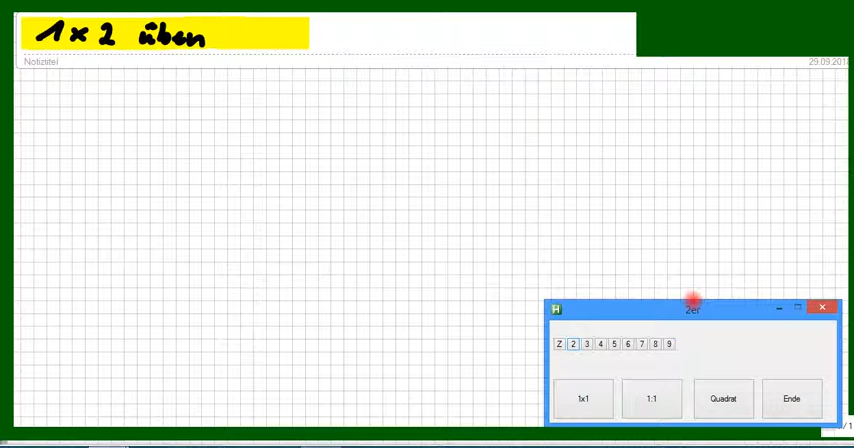 1 x 2 üben
Notiztitel
29.09.201
H
2er
Z 2 3 4 5 6 7 8 9
1x1 1:1 Quadrat Ende
/1